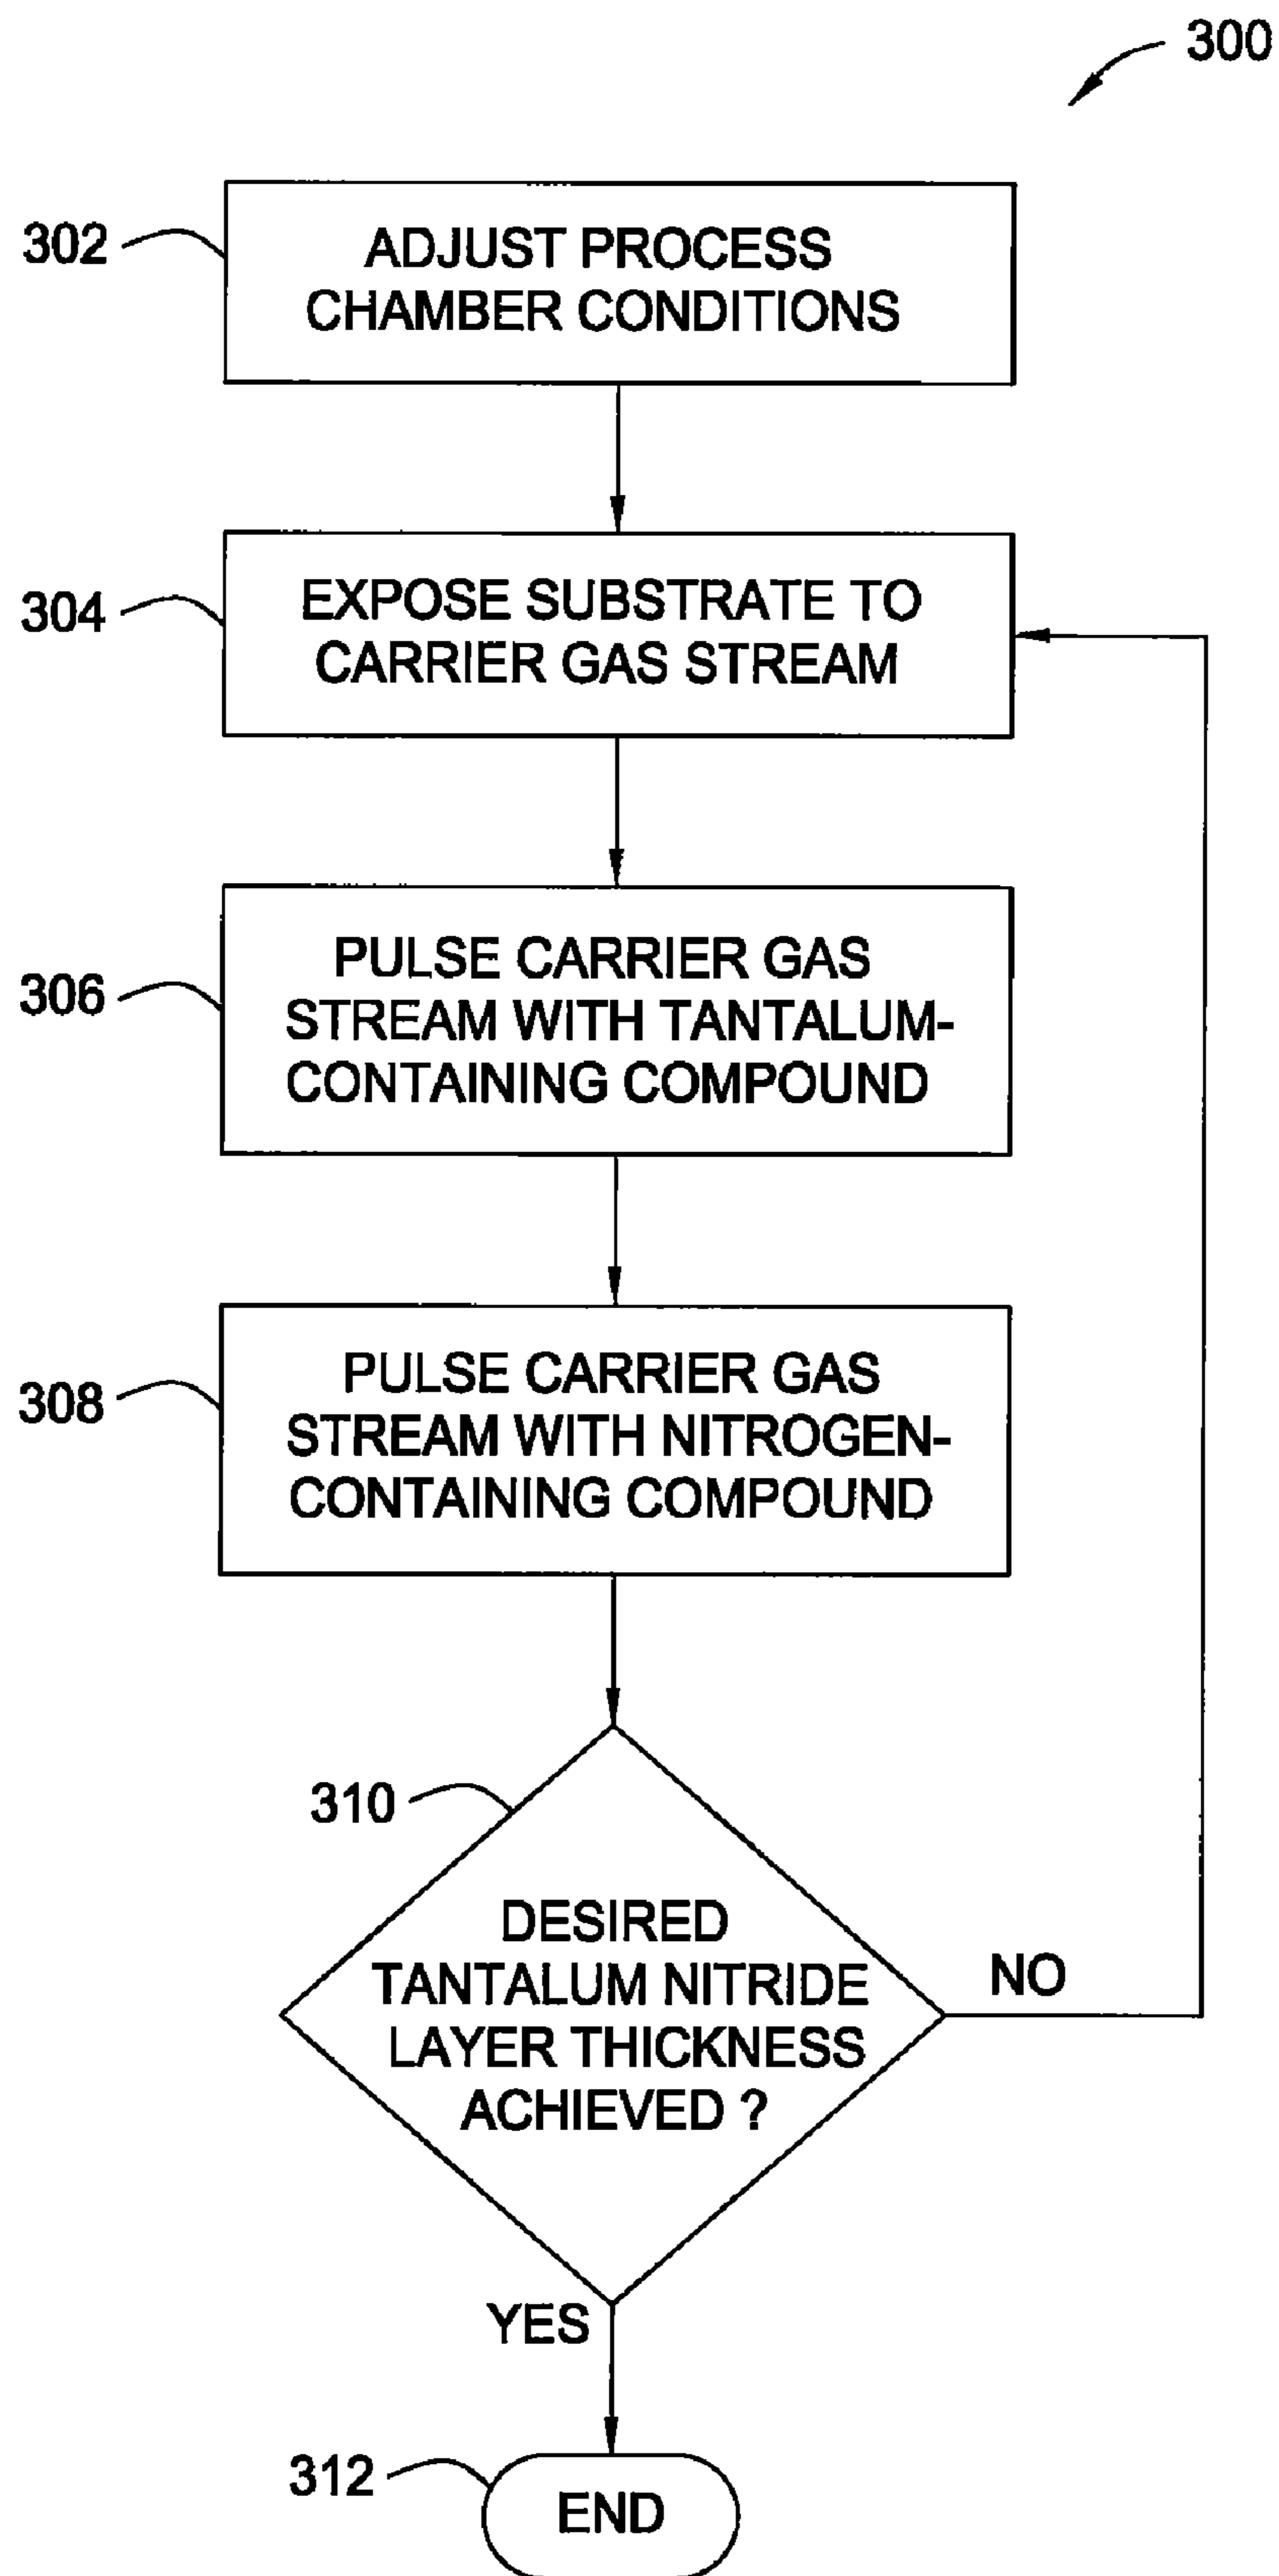 300
302
ADJUST PROCESS
CHAMBER CONDITIONS
304
EXPOSE SUBSTRATE TO
CARRIER GAS STREAM
306
PULSE CARRIER GAS
STREAM WITH TANTALUM-
CONTAINING COMPOUND
308
PULSE CARRIER GAS
STREAM WITH NITROGEN-
CONTAINING COMPOUND
310
DESIRED
TANTALUM NITRIDE
LAYER THICKNESS
ACHIEVED ?
NO
YES
312
END